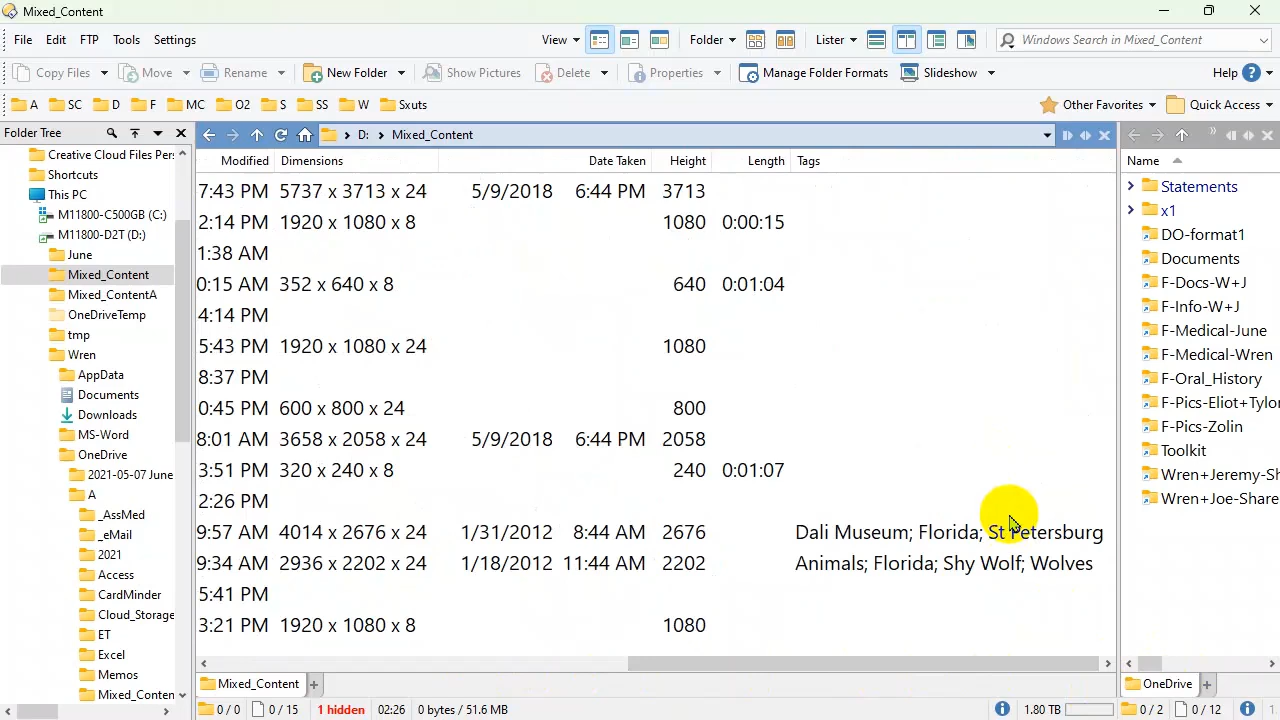 Mixed_Content
File Edit FTP Tools Settings View Folder Lister Windows Search in Mixed_Content
Copy Files Move Rename New Folder Show Pictures Delete Properties Manage Folder Formats Slideshow Help
A SC D F MC O2 S SS W Sxuts Other Favorites Quick Access
Folder Tree
Creative Cloud Files Per
Shortcuts
This PC
M11800-C500GB (C:)
M11800-D2T (D:)
June
Mixed_Content
Mixed_ContentA
OneDriveTemp
tmp
Wren
AppData
Documents
Downloads
MS-Word
OneDrive
2021-05-07 June
A
_AssMed
_eMail
2021
Access
CardMinder
Cloud_Storage
ET
Excel
Memos
Mixed_Conten
D: Mixed_Content
Modified Dimensions Date Taken Height Length Tags
7:43 PM 5737 x 3713 x 24 5/9/2018 6:44 PM 3713
2:14 PM 1920 x 1080 x 8 1080 0:00:15
1:38 AM
0:15 AM 352 x 640 x 8 640 0:01:04
4:14 PM
5:43 PM 1920 x 1080 x 24 1080
8:37 PM
0:45 PM 600 x 800 x 24 800
8:01 AM 3658 x 2058 x 24 5/9/2018 6:44 PM 2058
3:51 PM 320 x 240 x 8 240 0:01:07
2:26 PM
9:57 AM 4014 x 2676 x 24 1/31/2012 8:44 AM 2676 Dali Museum; Florida; St Petersburg
9:34 AM 2936 x 2202 x 24 1/18/2012 11:44 AM 2202 Animals; Florida; Shy Wolf; Wolves
5:41 PM
3:21 PM 1920 x 1080 x 8 1080
Name
Statements
x1
DO-format1
Documents
F-Docs-W+J
F-Info-W+J
F-Medical-June
F-Medical-Wren
F-Oral_History
F-Pics-Eliot+Tylo
F-Pics-Zolin
Toolkit
Wren+Jeremy-Sh
Wren+Joe-Share
Mixed_Content OneDrive
0 / 0 0 / 15 1 hidden 02:26 0 bytes / 51.6 MB 1.80 TB 0 / 2 0 / 12 1.